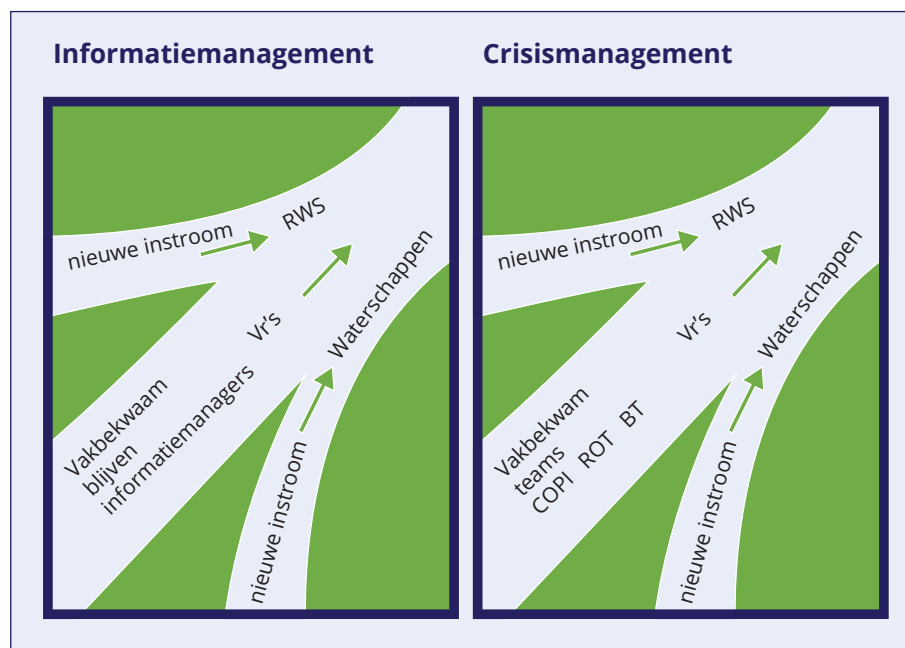 Informatiemanagement
nieuwe instroom
RWS
Vr's
Waterschappen
Vakbekwaam
blijven
informatiemanagers
nieuwe instroom
Crisismanagement
nieuwe instroom
RWS
Vr's
Waterschappen
Vakbekwam
teams
COPI ROT BT
nieuwe instroom